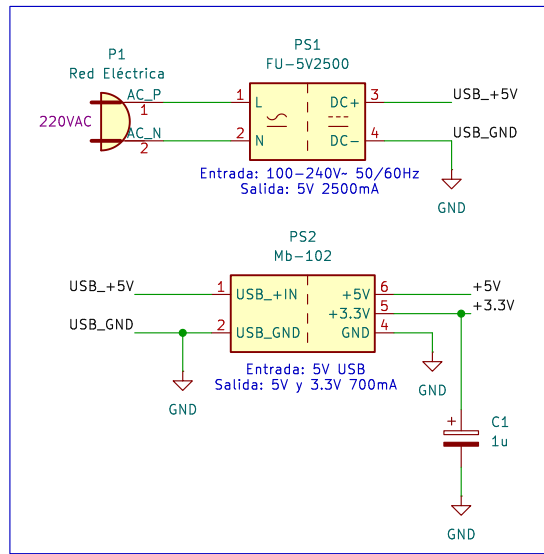 P1
Red Eléctrica
220VAC
AC_P
1
AC_N
2
PS1
FU-5V2500
1 L DC+ 3
2 N DC- 4
USB_+5V
USB_GND
Entrada: 100-240V~ 50/60Hz
Salida: 5V 2500mA
GND
PS2
Mb-102
USB_+5V
USB_GND
1 USB_+IN +5V 6
+3.3V 5
2 USB_GND GND 4
+5V
+3.3V
Entrada: 5V USB
Salida: 5V y 3.3V 700mA
GND
GND
+
C1
1u
GND